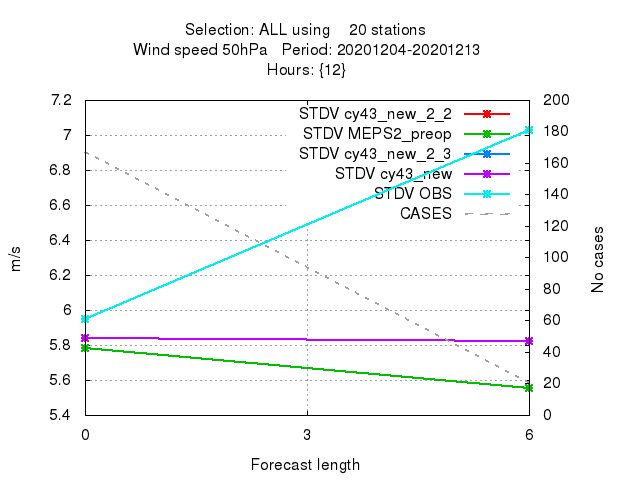 Selection: ALL using 20 stations
Wind speed 50hPa Period: 20201204-20201213
Hours: {12}
7.2
7
6.8
6.6
6.4
6.2
6
5.8
5.6
5.4
m/s
STDV cy43_new_2_2
STDV MEPS2_preop
STDV cy43_new_2_3
STDV cy43_new
STDV OBS
CASES
200
180
160
140
120
100
80
60
40
20
0
No cases
0 3 6
Forecast length